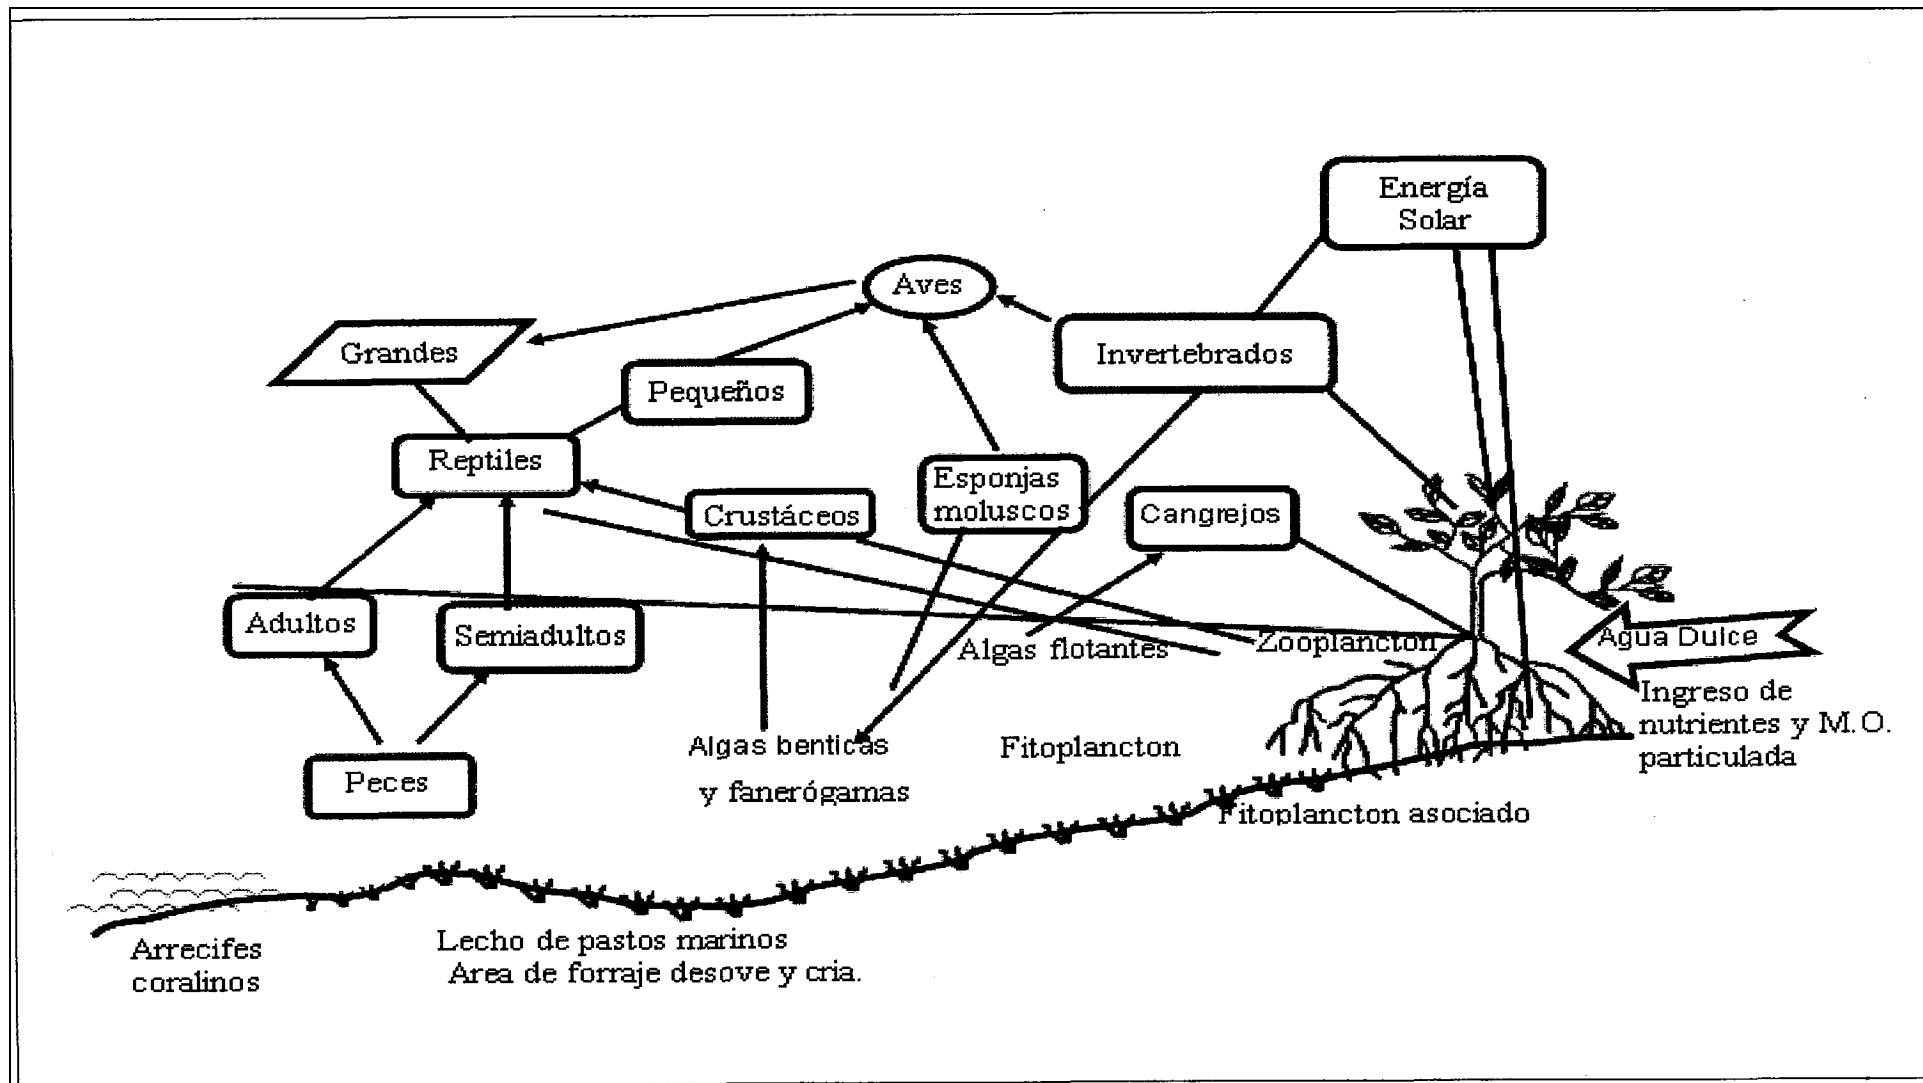 Energía
Solar
Aves
Grandes
Invertebrados
Pequeños
Reptiles
Esponjas
moluscos
Crustáceos
Cangrejos
Adultos
Semiadultos
Algas flotantes
Zooplancton
Agua Dulce
Ingreso de
nutrientes y M.O.
particulada
Algas benticas
y fanerógamas
Fitoplancton
Peces
Fitoplancton asociado
Arrecifes
coralinos
Lecho de pastos marinos
Area de forraje desove y cria.